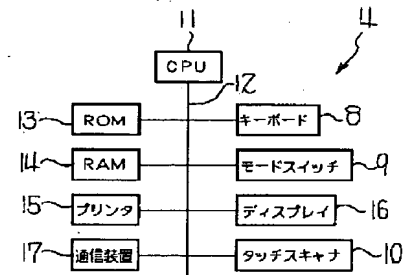 11
4
CPU
12
13 ROM キーボード 8
14 RAM モードスイッチ 9
15 プリンタ ディスプレイ 16
17 通信装置 タッチスキャナ 10